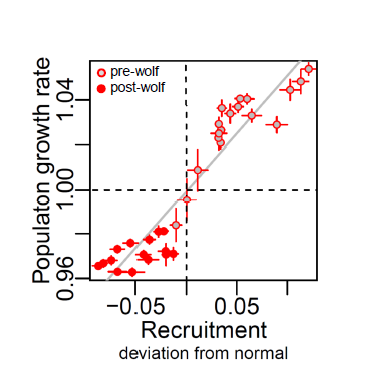 pre-wolf
post-wolf
Populaton growth rate
1.04
1.00
0.96
−0.05
0.05
Recruitment
deviation from normal